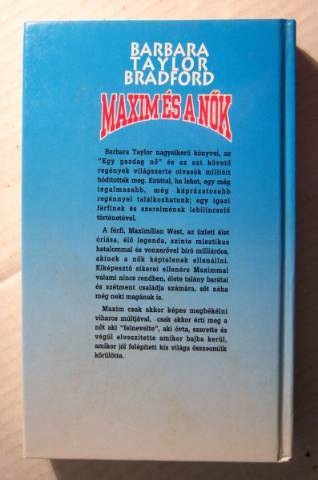 BARBARA
TAYLOR
BRADFORD
MAXIM ÉS A NŐK
Barbara Taylor nagysikerű könyvei, az
"Egy gazdag nő" és az azt követő
regények világszerte olvasók millióit
hódították meg. Ezúttal, ha lehet, egy még
izgalmasabb, még káprázatosabb
regénnyel találkozhatunk; egy igazi
férfinek és szerelmének lebilincselő
történetével.
A férfi, Maximilian West, az üzleti élet
óriása, élő legenda, szinte misztikus
hatalommal és vonzerővel bíró milliárdos,
akinek a nők képtelenek ellenállni.
Elképesztő sikerei ellenére Maximmal
valami nincs rendben, élete talány barátai
és szétment családja számára, sőt néha
még neki magának is.
Maxim csak akkor képes megbékélni
viharos múltjával, csak akkor érti meg a
nőt aki "felnevelte", aki óvta, szerette és
végül elveszítette amikor bajba kerül,
amikor jól felépített kis világa összeomlik
körülötte.